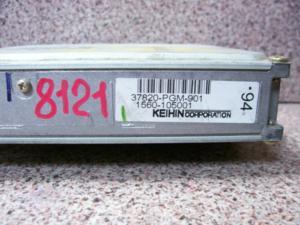 8121
37820-PGM-901
1560-105001
KEIHIN CORPORATION
'94